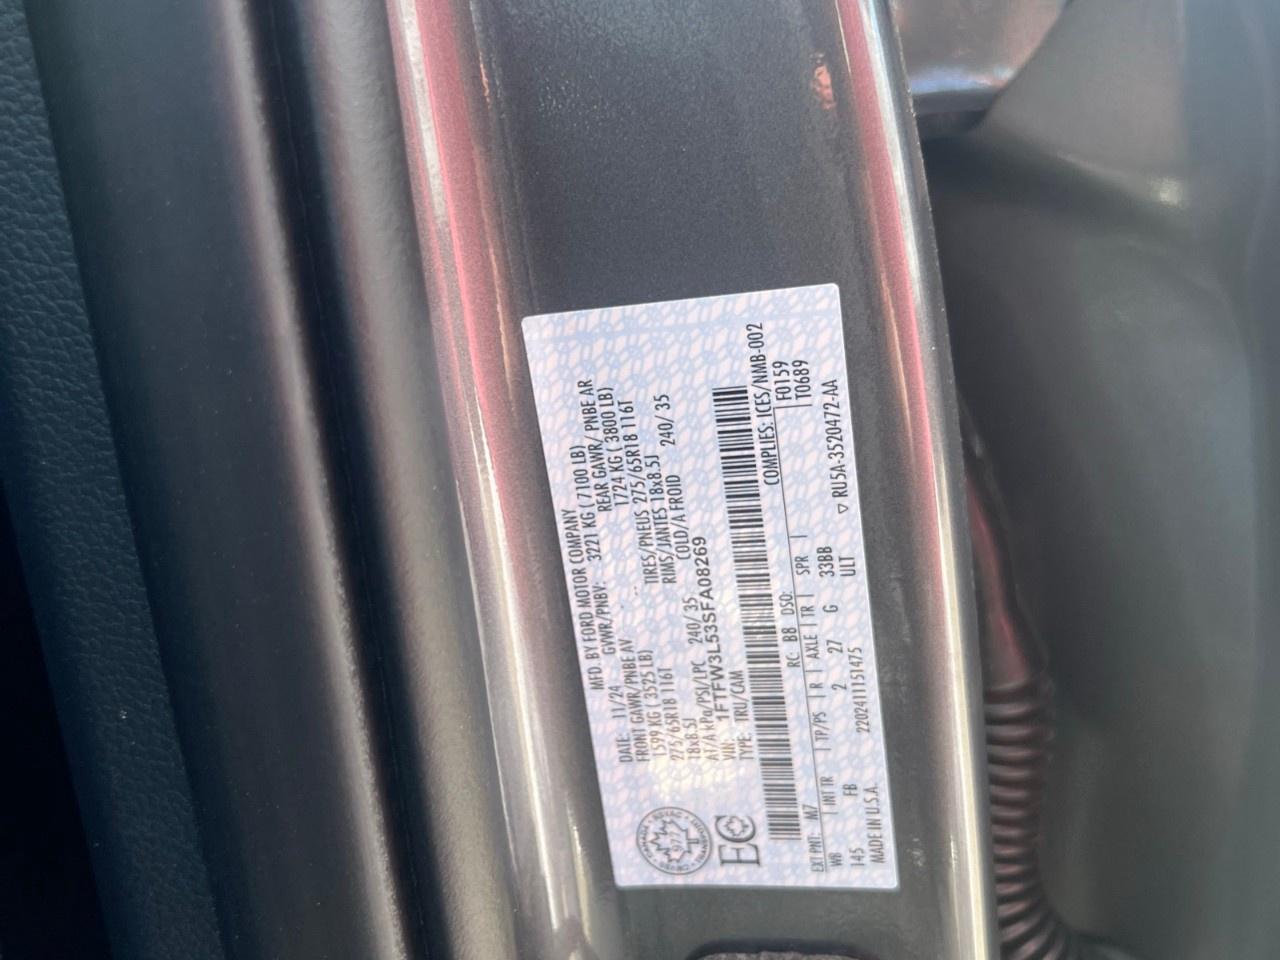 MFD. BY FORD MOTOR COMPANY
DATE: 11/24 GVWR/PNBV: 3221 KG ( 7100 LB)
FRONT GAWR/PNBE AV REAR GAWR/ PNBE AR
1599 KG ( 3525 LB) 1724 KG ( 3800 LB)
275/65R18 116T TIRES/PNEUS 275/65R18 116T
18x8.5J RIMS/JANTES 18x8.5J
AT/A kPa/PSI/LPC 240/ 35 COLD/A FROID 240/ 35
VIN: 1FTFW3L53SFA08269
TYPE: TRU/CAM
EC
COMPLIES: ICES/NMB-002
EXT PNT: M7 RC: B8 DSO: F0159
WB INT TR TP/PS R AXLE TR SPR T0689
145 FB 2 27 G 33BB
ULT ▽ RU5A-3520472-AA
MADE IN U.S.A. 22024111151475